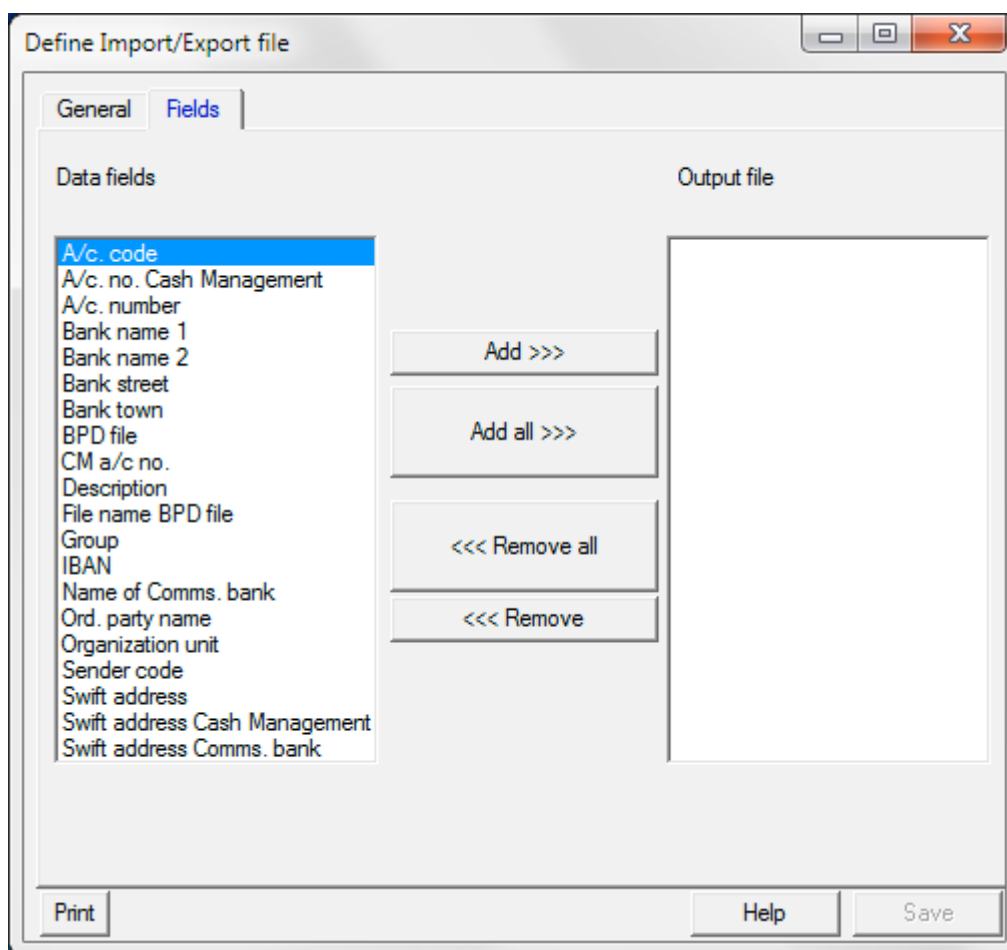 Define Import/Export file
General Fields
Data fields Output file
A/c. code
A/c. no. Cash Management
A/c. number
Bank name 1
Bank name 2
Bank street
Bank town
BPD file
CM a/c no.
Description
File name BPD file
Group
IBAN
Name of Comms. bank
Ord. party name
Organization unit
Sender code
Swift address
Swift address Cash Management
Swift address Comms. bank
Add >>>
Add all >>>
<<< Remove all
<<< Remove
Print Help Save